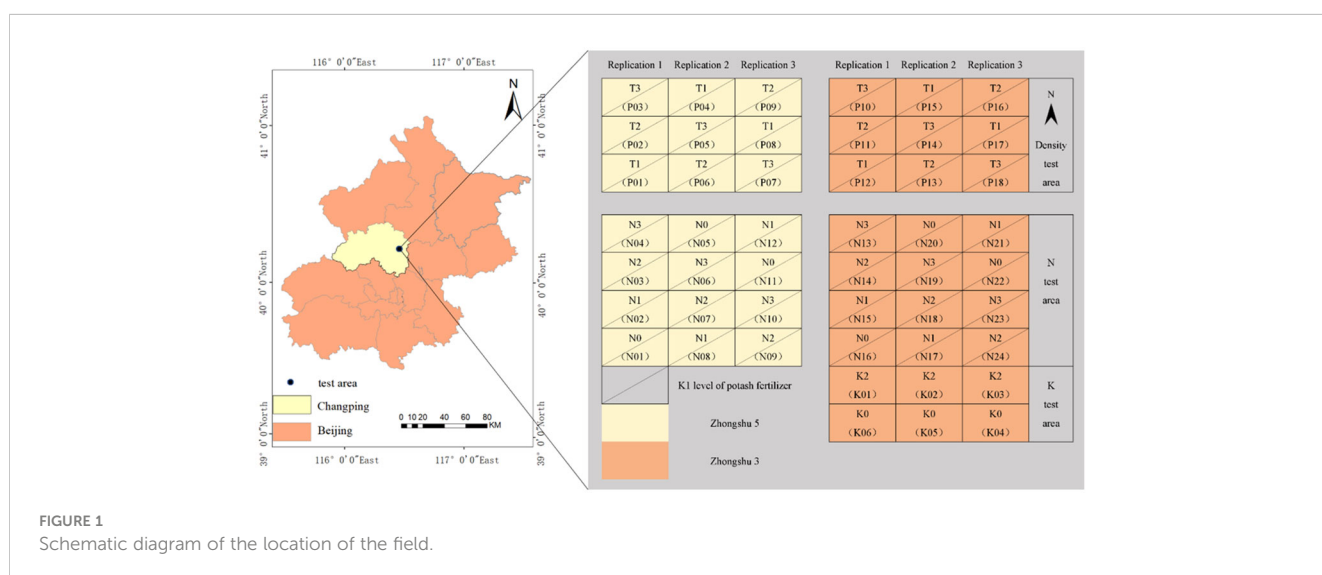 116° 0′0″East 117° 0′0″East
N
41° 0′0″North
40° 0′0″North
39° 0′0″North
41° 0′0″North
40° 0′0″North
39° 0′0″North
test area
Changping
Beijing
0 10 20 40 60 80
KM
116° 0′0″East 117° 0′0″East
Replication 1 Replication 2 Replication 3
T3 T1 T2
(P03) (P04) (P09)
T2 T3 T1
(P02) (P05) (P08)
T1 T2 T3
(P01) (P06) (P07)
N3 N0 N1
(N04) (N05) (N12)
N2 N3 N0
(N03) (N06) (N11)
N1 N2 N3
(N02) (N07) (N10)
N0 N1 N2
(N01) (N08) (N09)
K1 level of potash fertilizer
Zhongshu 5
Zhongshu 3
Replication 1 Replication 2 Replication 3
T3 T1 T2
(P10) (P15) (P16)
T2 T3 T1
(P11) (P14) (P17)
T1 T2 T3
(P12) (P13) (P18)
N
Density
test
area
N3 N0 N1
(N13) (N20) (N21)
N2 N3 N0
(N14) (N19) (N22)
N1 N2 N3
(N15) (N18) (N23)
N0 N1 N2
(N16) (N17) (N24)
N
test
area
K2 K2 K2
(K01) (K02) (K03)
K0 K0 K0
(K06) (K05) (K04)
K
test
area
FIGURE 1
Schematic diagram of the location of the field.